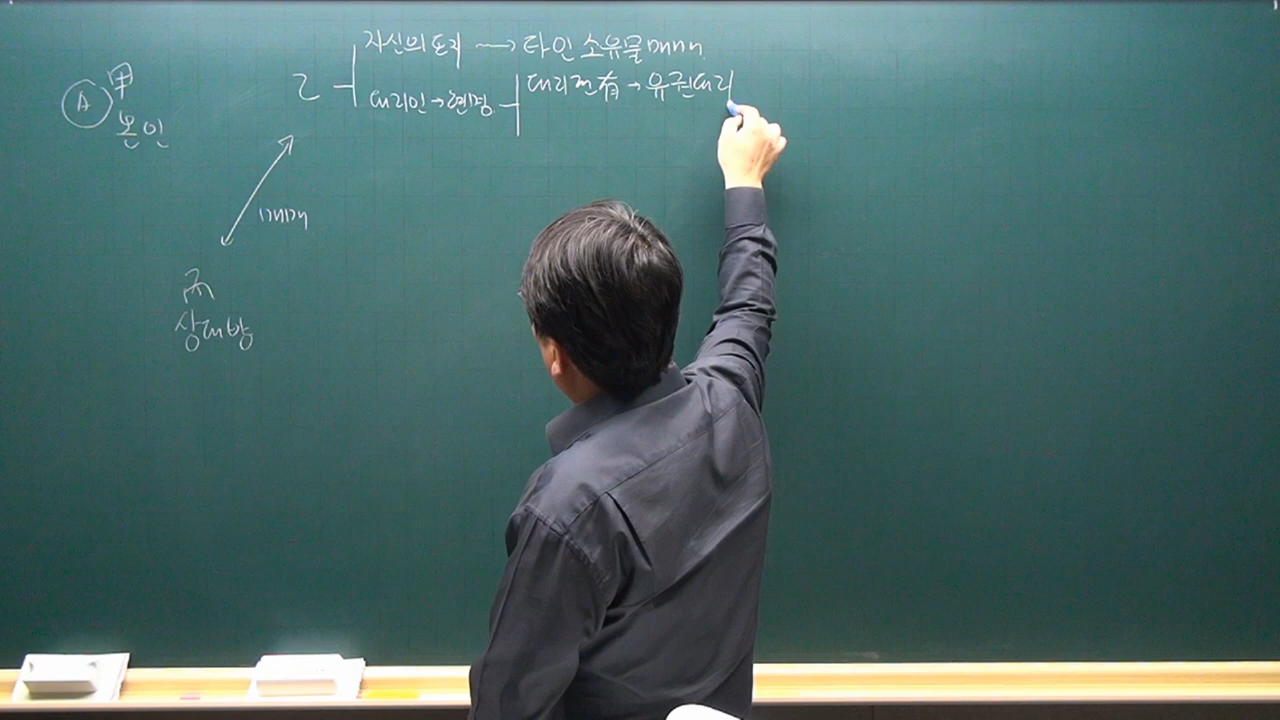 자신의 토지 → 타인 소유물 매매
乙
대리인 → 현명
대리권 有 → 유권대리
Ⓐ 甲
본인
매매
丙
상대방